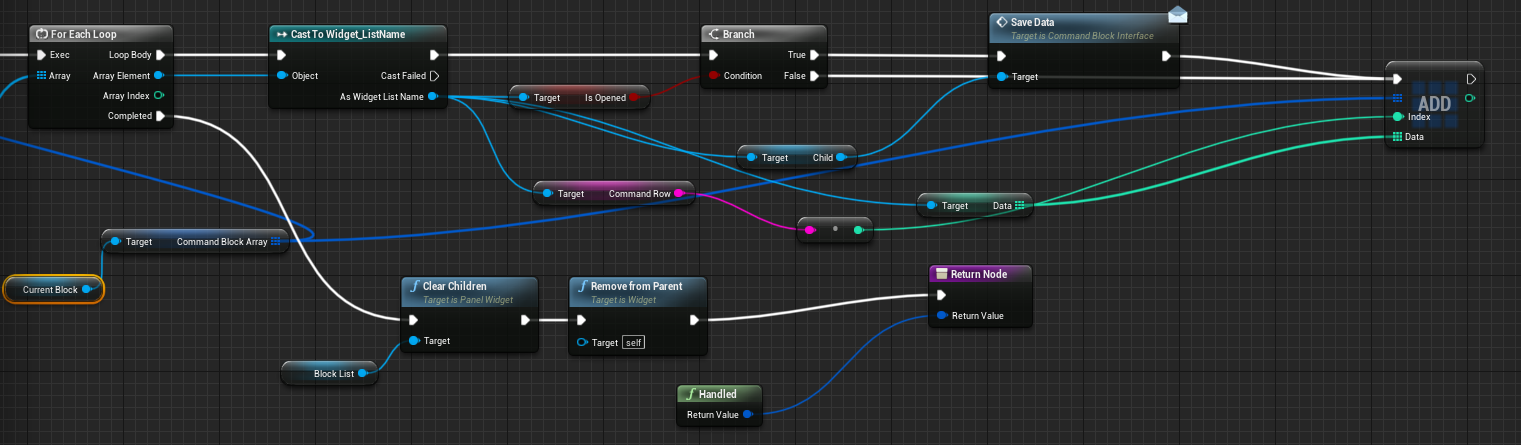 For Each Loop
Exec
Loop Body
Array
Array Element
Array Index
Completed
Cast To Widget_ListName
Object
Cast Failed
As Widget List Name
Target
Is Opened
Branch
True
Condition
False
Save Data
Target is Command Block Interface
Target
ADD
Index
Data
Target
Child
Target
Command Row
Target
Data
Target
Command Block Array
Current Block
Clear Children
Target is Panel Widget
Target
Remove from Parent
Target is Widget
Target
self
Return Node
Return Value
Block List
Handled
Return Value